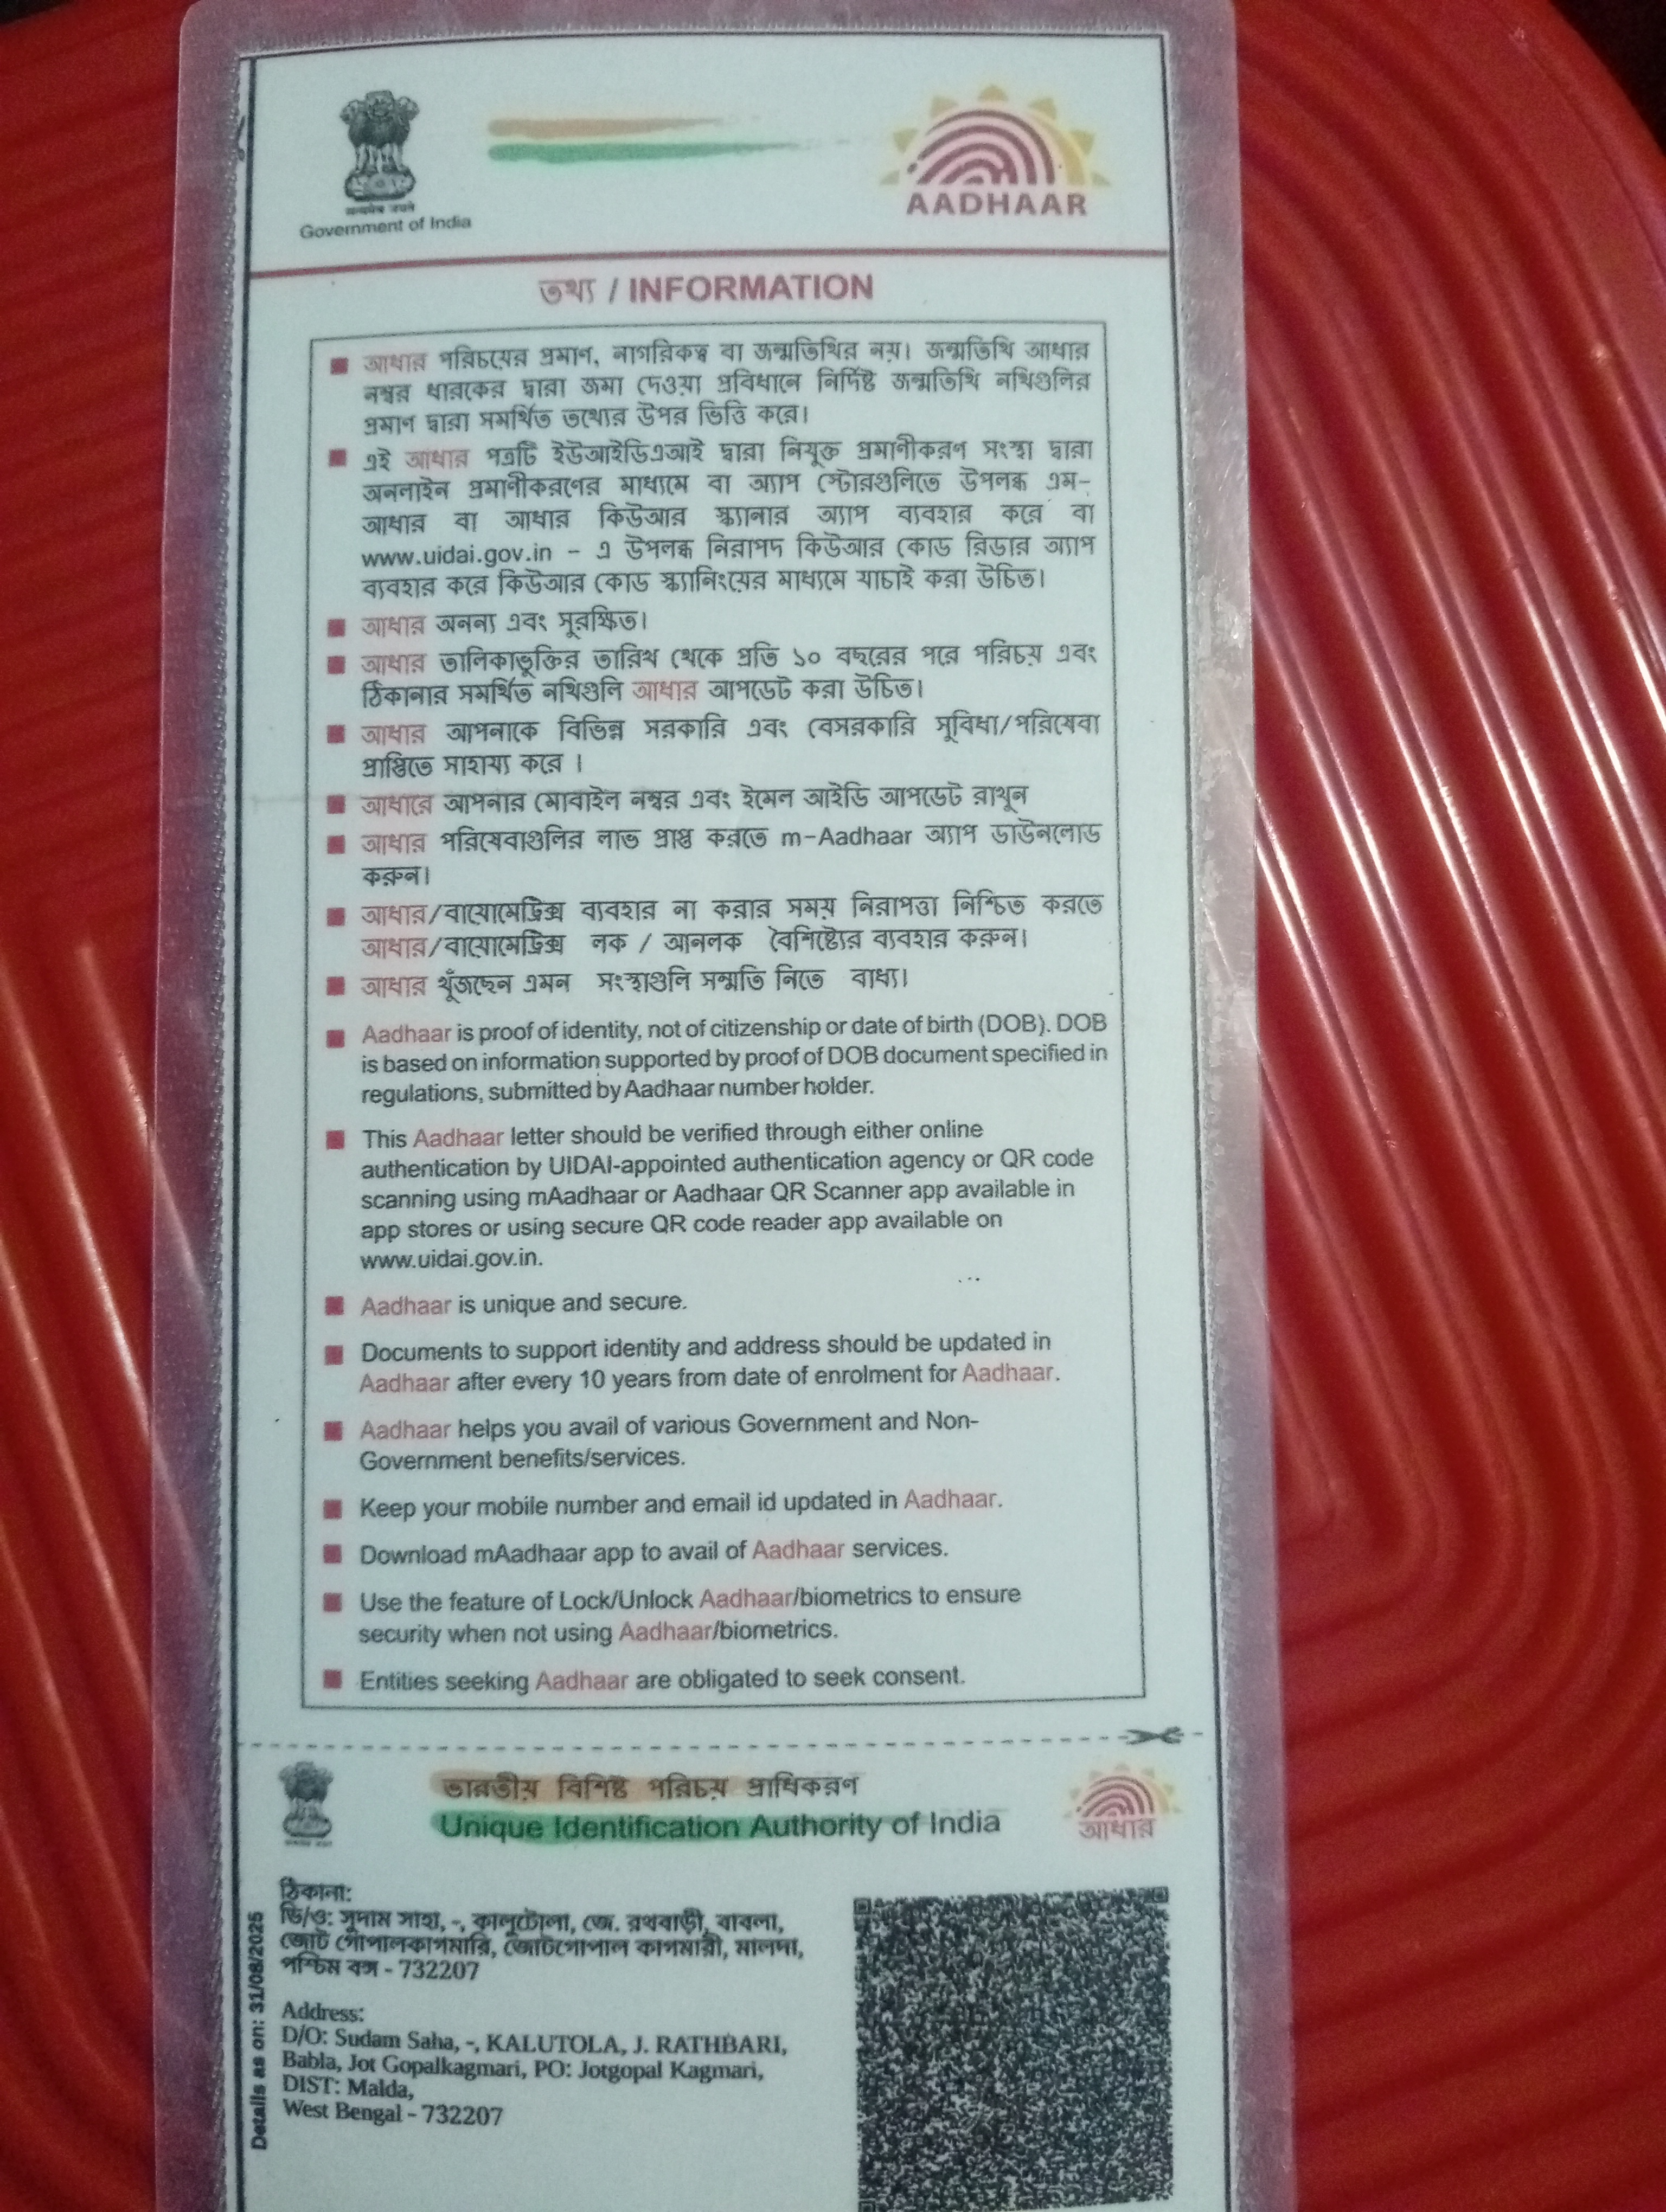 सत्यमेव जयते
Government of India
AADHAAR
তথ্য / INFORMATION
আধার পরিচয়ের প্রমাণ, নাগরিকত্ব বা জন্মতিথির নয়। জন্মতিথি আধার
নম্বর ধারকের দ্বারা জমা দেওয়া প্রবিধানে নির্দিষ্ট জন্মতিথি নথিগুলির
প্রমাণ দ্বারা সমর্থিত তথ্যের উপর ভিত্তি করে।
এই আধার পত্রটি ইউআইডিএআই দ্বারা নিযুক্ত প্রমাণীকরণ সংস্থা দ্বারা
অনলাইন প্রমাণীকরণের মাধ্যমে বা অ্যাপ স্টোরগুলিতে উপলব্ধ এম-
আধার বা আধার কিউআর স্ক্যানার অ্যাপ ব্যবহার করে বা
www.uidai.gov.in - এ উপলব্ধ নিরাপদ কিউআর কোড রিডার অ্যাপ
ব্যবহার করে কিউআর কোড স্ক্যানিংয়ের মাধ্যমে যাচাই করা উচিত।
আধার অনন্য এবং সুরক্ষিত।
আধার তালিকাভুক্তির তারিখ থেকে প্রতি ১০ বছরের পরে পরিচয় এবং
ঠিকানার সমর্থিত নথিগুলি আধার আপডেট করা উচিত।
আধার আপনাকে বিভিন্ন সরকারি এবং বেসরকারি সুবিধা/পরিষেবা
প্রাপ্তিতে সাহায্য করে ।
আধারে আপনার মোবাইল নম্বর এবং ইমেল আইডি আপডেট রাখুন
আধার পরিষেবাগুলির লাভ প্রাপ্ত করতে m-Aadhaar অ্যাপ ডাউনলোড
করুন।
আধার/বায়োমেট্রিক্স ব্যবহার না করার সময় নিরাপত্তা নিশ্চিত করতে
আধার/বায়োমেট্রিক্স লক / আনলক বৈশিষ্ট্যের ব্যবহার করুন।
আধার খুঁজছেন এমন সংস্থাগুলি সম্মতি নিতে বাধ্য।
Aadhaar is proof of identity, not of citizenship or date of birth (DOB). DOB
is based on information supported by proof of DOB document specified in
regulations, submitted by Aadhaar number holder.
This Aadhaar letter should be verified through either online
authentication by UIDAI-appointed authentication agency or QR code
scanning using mAadhaar or Aadhaar QR Scanner app available in
app stores or using secure QR code reader app available on
www.uidai.gov.in.
Aadhaar is unique and secure.
Documents to support identity and address should be updated in
Aadhaar after every 10 years from date of enrolment for Aadhaar.
Aadhaar helps you avail of various Government and Non-
Government benefits/services.
Keep your mobile number and email id updated in Aadhaar.
Download mAadhaar app to avail of Aadhaar services.
Use the feature of Lock/Unlock Aadhaar/biometrics to ensure
security when not using Aadhaar/biometrics.
Entities seeking Aadhaar are obligated to seek consent.
ভারতীয় বিশিষ্ট পরিচয় প্রাধিকরণ
Unique Identification Authority of India
আধার
Details as on: 31/08/2025
ঠিকানা:
ডি/ও: সুদাম সাহা, -, কালুটোলা, জে. রথবাড়ী, বাবলা,
জোট গোপালকাগমারি, জোটগোপাল কাগমারী, মালদা,
পশ্চিম বঙ্গ - 732207
Address:
D/O: Sudam Saha, -, KALUTOLA, J. RATHBARI,
Babla, Jot Gopalkagmari, PO: Jotgopal Kagmari,
DIST: Malda,
West Bengal - 732207